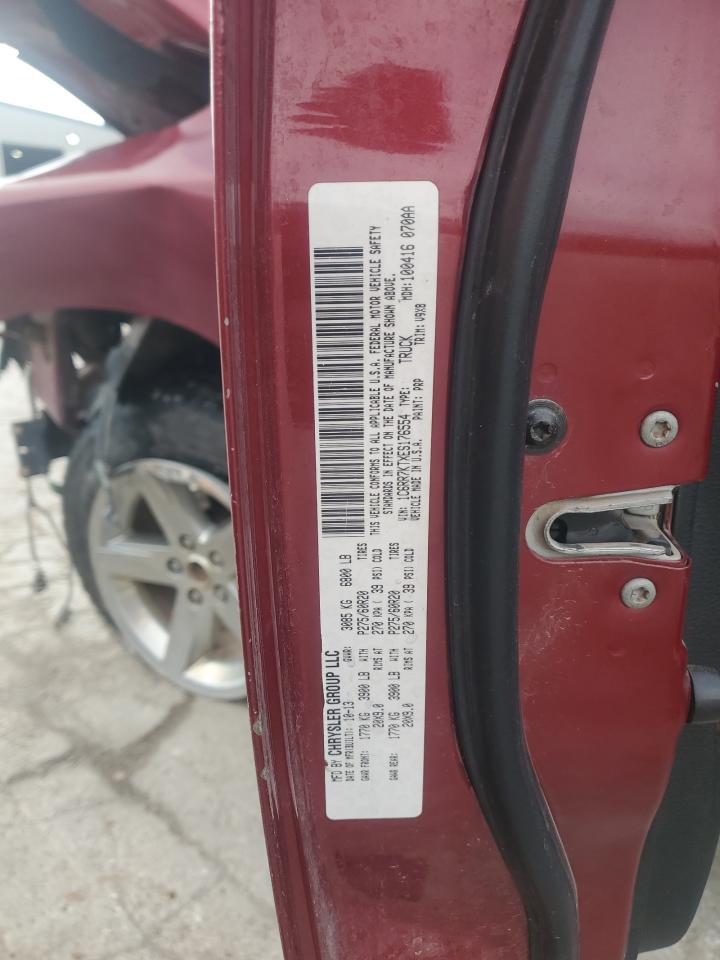 MFD BY CHRYSLER GROUP LLC
DATE OF MFR(BUILT): 10-13 GVWR: 3085 KG 6800 LB
GAWR FRONT: 1770 KG 3900 LB WITH P275/60R20 TIRES
20X9.0 RIMS AT 270 KPA ( 39 PSI) COLD
GAWR REAR: 1770 KG 3900 LB WITH P275/60R20 TIRES
20X9.0 RIMS AT 270 KPA ( 39 PSI) COLD
THIS VEHICLE CONFORMS TO ALL APPLICABLE U.S.A. FEDERAL MOTOR VEHICLE SAFETY
STANDARDS IN EFFECT ON THE DATE OF MANUFACTURE SHOWN ABOVE.
VIN: 1C6RR7KTXES176554 TYPE: TRUCK MDH:100416 070AA
VEHICLE MADE IN U.S.A. PAINT: PRP TRIM: V9X8